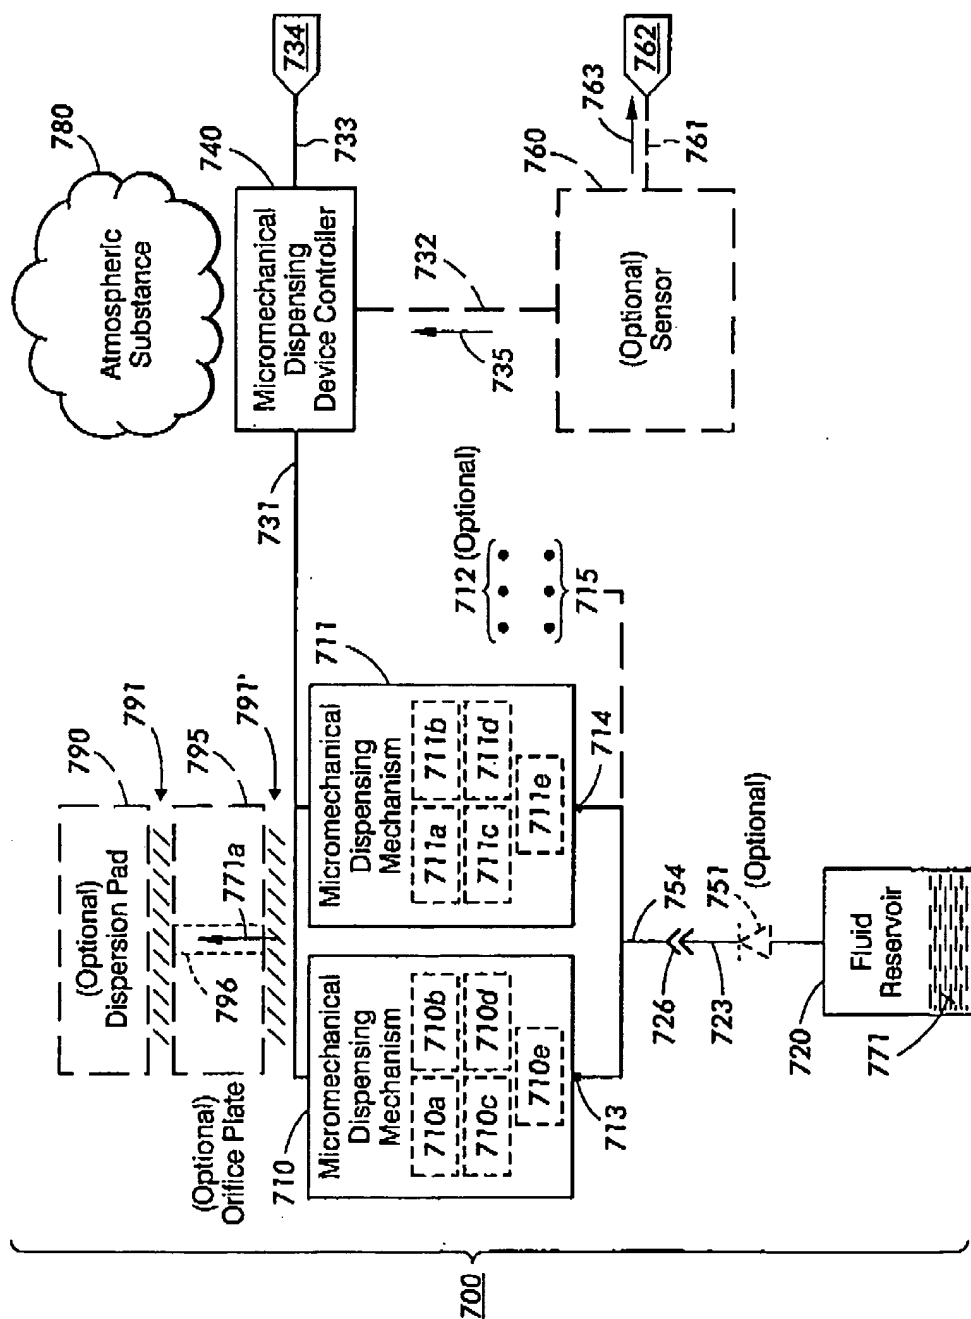 700
(Optional)
Dispersion Pad
790
791
(Optional)
Orifice Plate
795
796
771a
791'
710
Micromechanical
Dispensing
Mechanism
710a
710b
710c
710d
710e
713
711
Micromechanical
Dispensing
Mechanism
711a
711b
711c
711d
711e
714
712 (Optional)
715
731
Atmospheric
Substance
780
Micromechanical
Dispensing
Device Controller
740
733
734
732
735
(Optional)
Sensor
760
763
761
762
754
726
723
751
(Optional)
Fluid
Reservoir
720
771